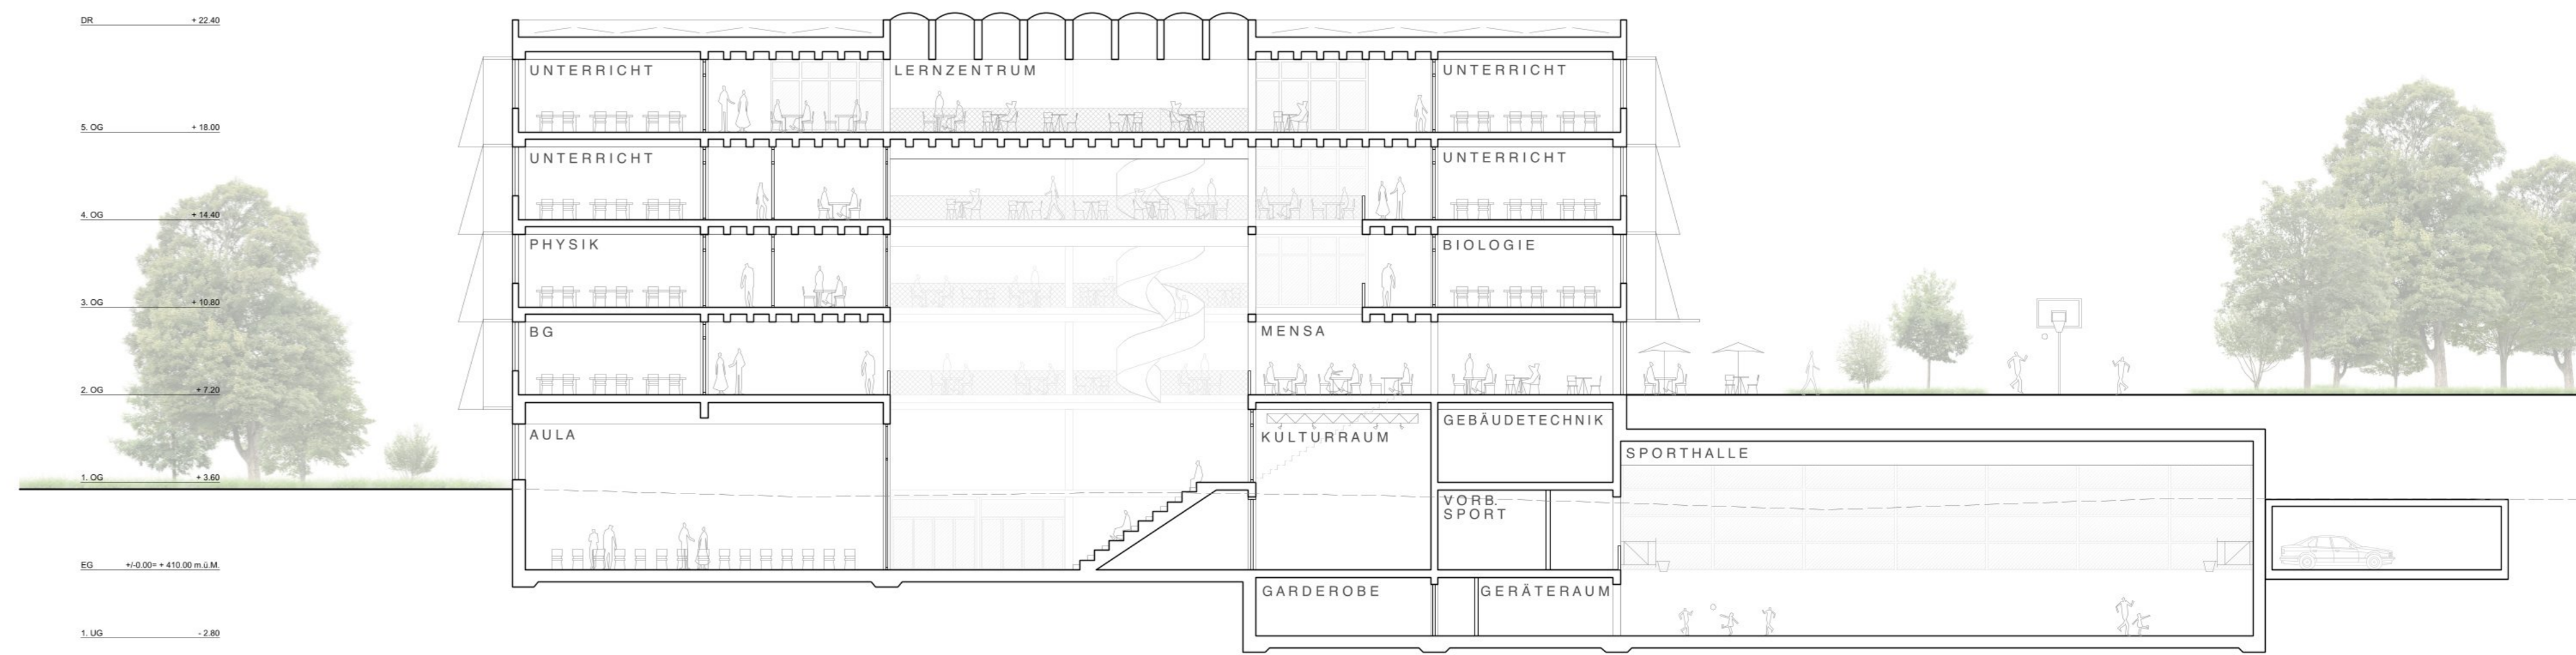 DR + 22.40
UNTERRICHT LERNZENTRUM UNTERRICHT
5. OG + 18.00
UNTERRICHT UNTERRICHT
4. OG + 14.40
PHYSIK BIOLOGIE
3. OG + 10.80
BG MENSA
2. OG + 7.20
AULA KULTURRAUM GEBÄUDETECHNIK
SPORTHALLE
1. OG + 3.60
VORB.
SPORT
EG +/-0.00= + 410.00 m.ü.M.
GARDEROBE GERÄTERAUM
1. UG - 2.80